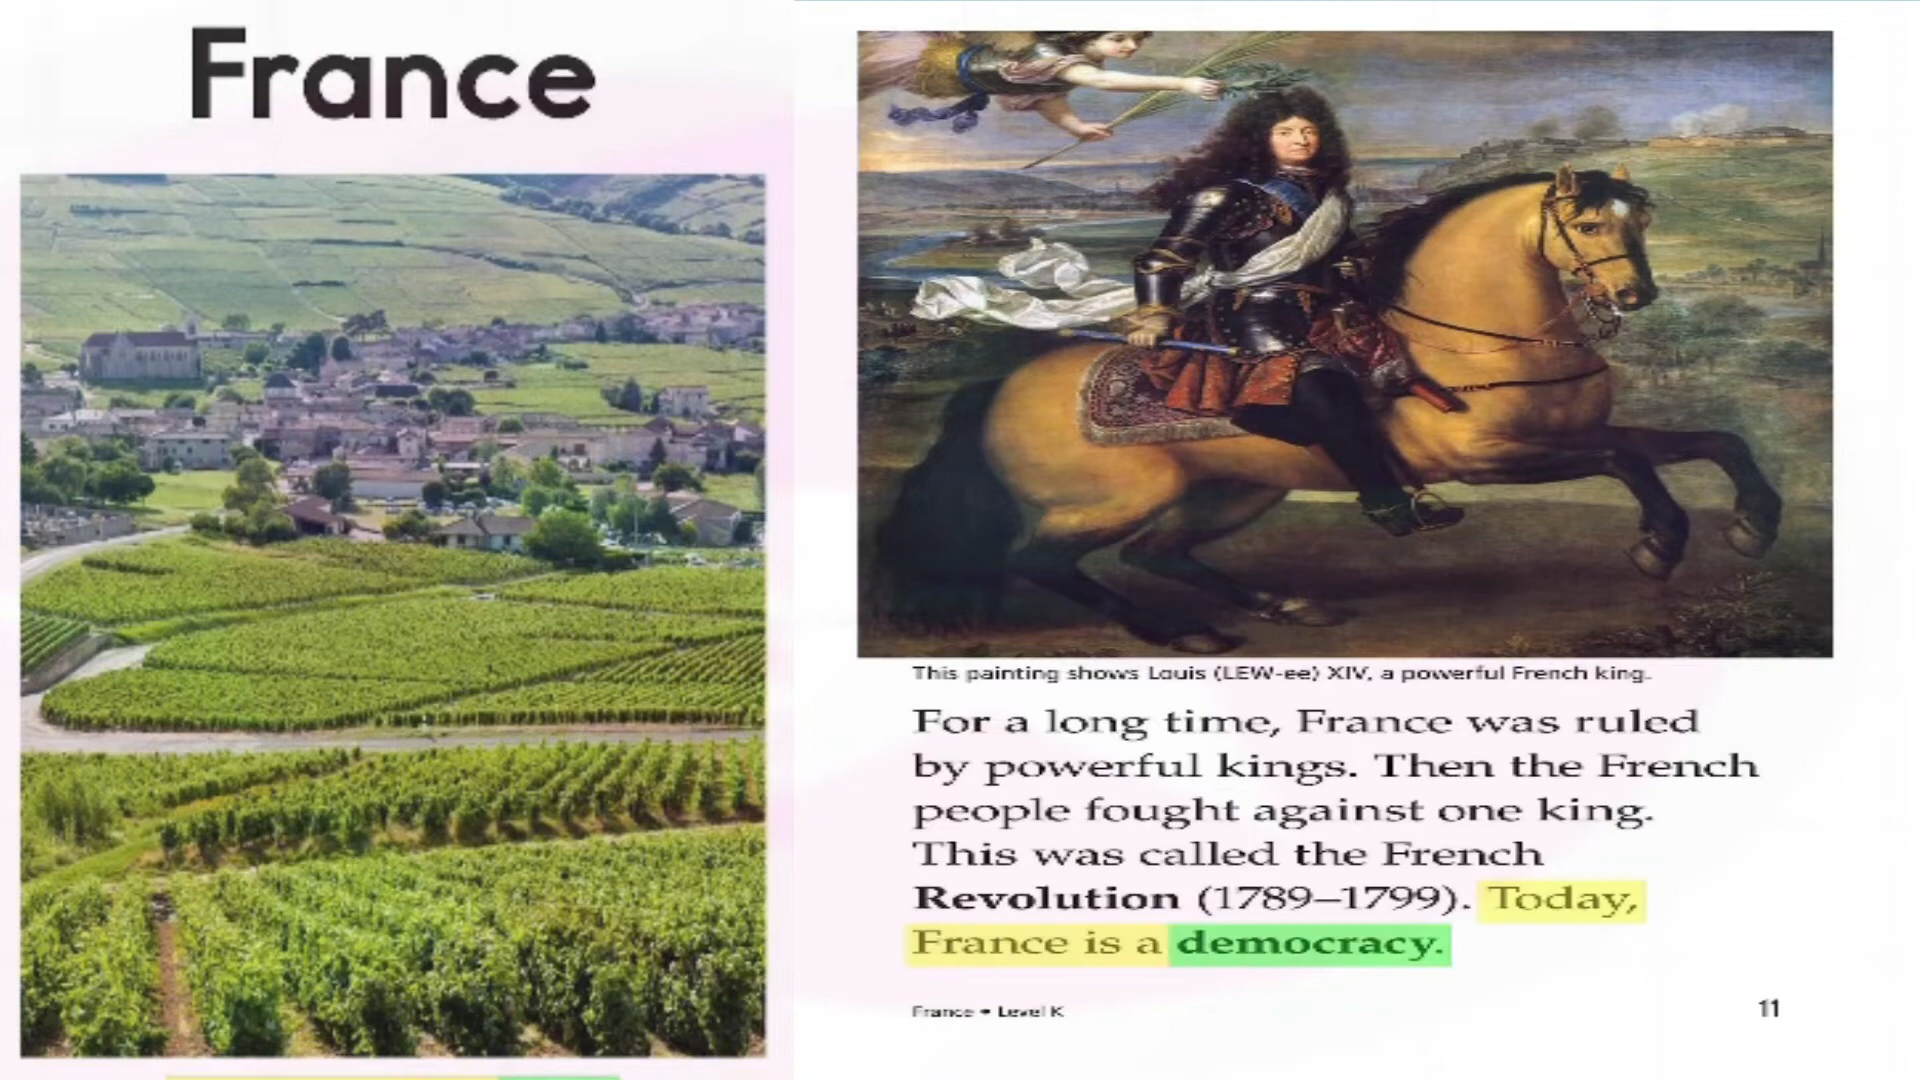 France
This painting shows Louis (LEW-ee) XIV, a powerful French king.
For a long time, France was ruled
by powerful kings. Then the French
people fought against one king.
This was called the French
Revolution (1789–1799). Today,
France is a democracy.
France • Level K
11